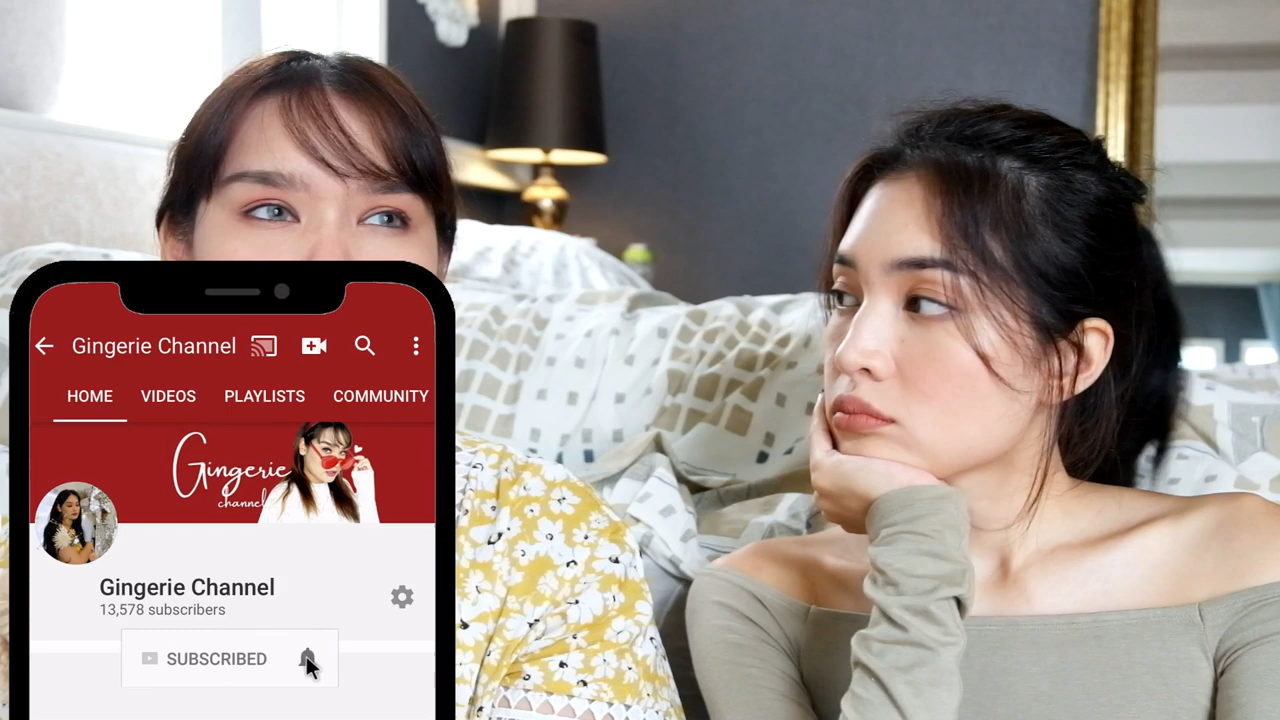 Gingerie Channel
HOME VIDEOS PLAYLISTS COMMUNITY
Gingerie
channel
Gingerie Channel
13,578 subscribers
SUBSCRIBED